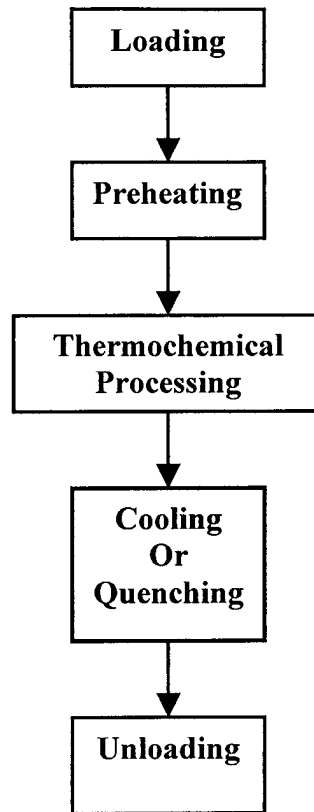 Loading
Preheating
Thermochemical
Processing
Cooling
Or
Quenching
Unloading